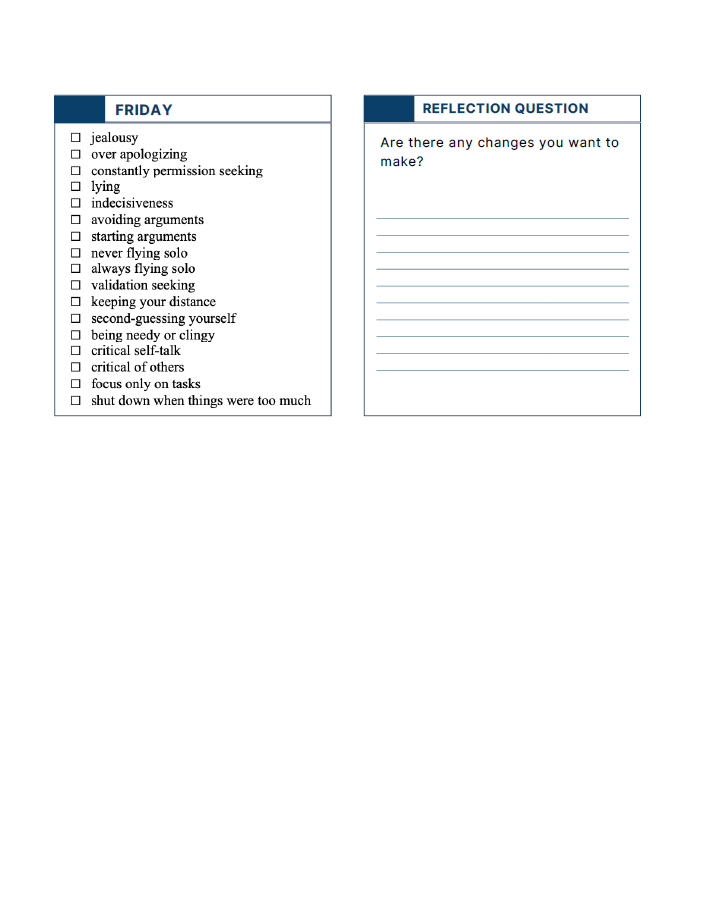 FRIDAY
☐ jealousy
☐ over apologizing
☐ constantly permission seeking
☐ lying
☐ indecisiveness
☐ avoiding arguments
☐ starting arguments
☐ never flying solo
☐ always flying solo
☐ validation seeking
☐ keeping your distance
☐ second-guessing yourself
☐ being needy or clingy
☐ critical self-talk
☐ critical of others
☐ focus only on tasks
☐ shut down when things were too much
REFLECTION QUESTION
Are there any changes you want to
make?